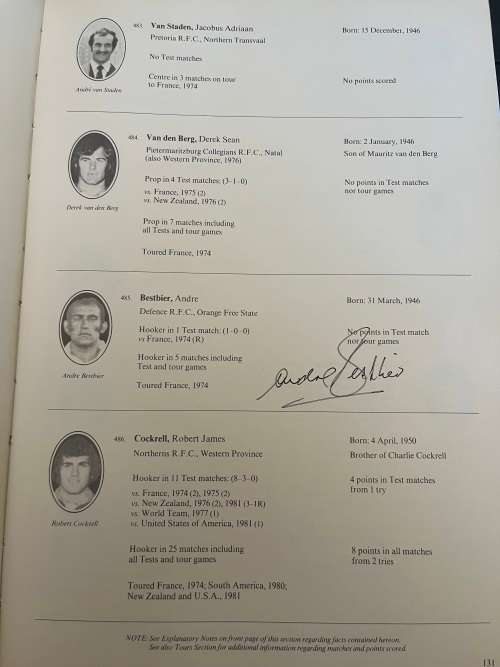 483. Van Staden, Jacobus Adriaan
Born: 15 December, 1946
Pretoria R.F.C., Northern Transvaal
No Test matches
Centre in 3 matches on tour
to France, 1974
No points scored
André van Staden
484. Van den Berg, Derek Sean
Born: 2 January, 1946
Pietermaritzburg Collegians R.F.C., Natal
(also Western Province, 1976)
Son of Mauritz van den Berg
Prop in 4 Test matches: (3–1–0)
vs. France, 1975 (2)
vs. New Zealand, 1976 (2)
No points in Test matches
nor tour games
Prop in 7 matches including
all Tests and tour games
Toured France, 1974
Derek van den Berg
485. Bestbier, Andre
Born: 31 March, 1946
Defence R.F.C., Orange Free State
Hooker in 1 Test match: (1–0–0)
vs France, 1974 (R)
No points in Test match
nor tour games
Hooker in 5 matches including
Test and tour games
Toured France, 1974
Andre Bestbier
Andre Bestbier
486. Cockrell, Robert James
Born: 4 April, 1950
Northerns R.F.C., Western Province
Brother of Charlie Cockrell
Hooker in 11 Test matches: (8–3–0)
vs. France, 1974 (2), 1975 (2)
vs. New Zealand, 1976 (2), 1981 (3–1R)
vs. World Team, 1977 (1)
vs. United States of America, 1981 (1)
4 points in Test matches
from 1 try
Hooker in 25 matches including
all Tests and tour games
8 points in all matches
from 2 tries
Toured France, 1974; South America, 1980;
New Zealand and U.S.A., 1981
Robert Cockrell
NOTE: See Explanatory Notes on front page of this section regarding facts contained hereon.
See also Tours Section for additional information regarding matches and points scored.